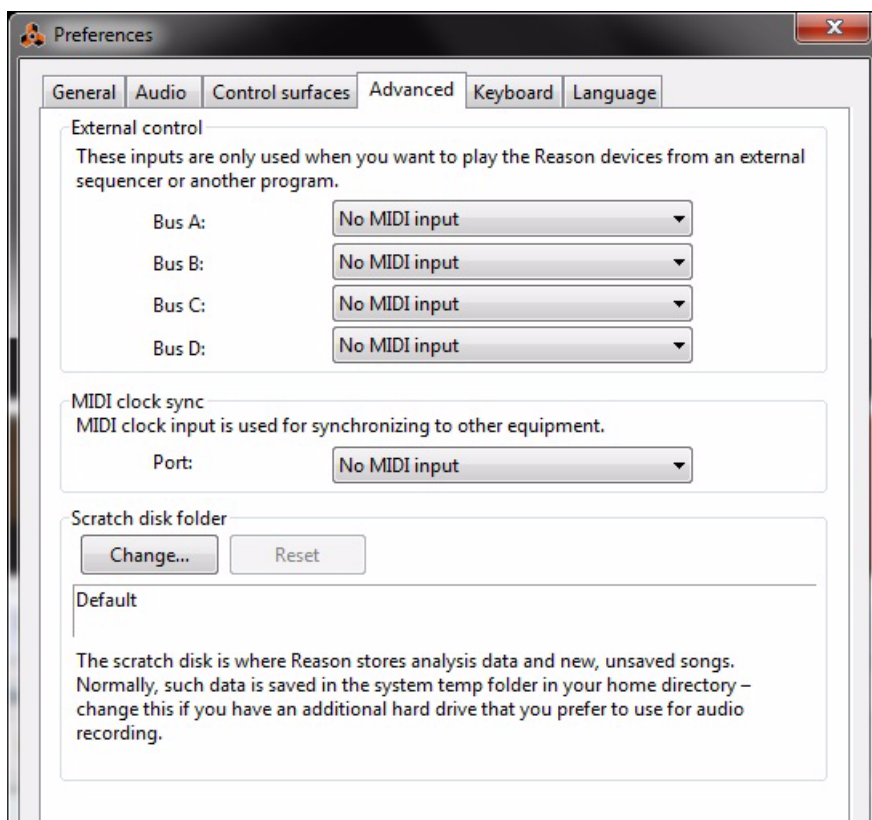 Preferences
General Audio Control surfaces Advanced Keyboard Language
External control
These inputs are only used when you want to play the Reason devices from an external
sequencer or another program.
Bus A: No MIDI input
Bus B: No MIDI input
Bus C: No MIDI input
Bus D: No MIDI input
MIDI clock sync
MIDI clock input is used for synchronizing to other equipment.
Port: No MIDI input
Scratch disk folder
Change... Reset
Default
The scratch disk is where Reason stores analysis data and new, unsaved songs.
Normally, such data is saved in the system temp folder in your home directory –
change this if you have an additional hard drive that you prefer to use for audio
recording.